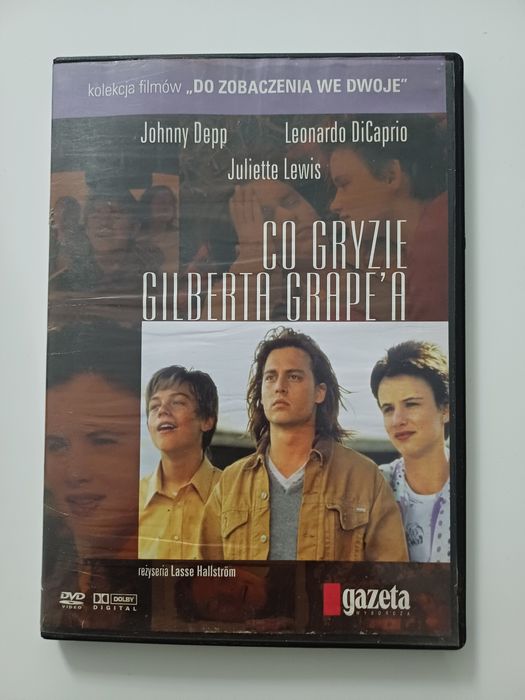 kolekcja filmów „DO ZOBACZENIA WE DWOJE”
Johnny Depp Leonardo DiCaprio
Juliette Lewis
CO GRYZIE
GILBERTA GRAPE'A
reżyseria Lasse Hallström
DVD
VIDEO
DOLBY
DIGITAL
gazeta
WYBORCZA